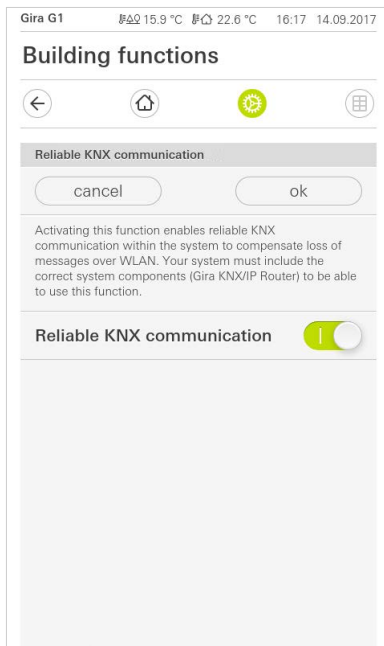 Gira G1 15.9 °C 22.6 °C 16:17 14.09.2017
Building functions
Reliable KNX communication
cancel ok
Activating this function enables reliable KNX
communication within the system to compensate loss of
messages over WLAN. Your system must include the
correct system components (Gira KNX/IP Router) to be able
to use this function.
Reliable KNX communication